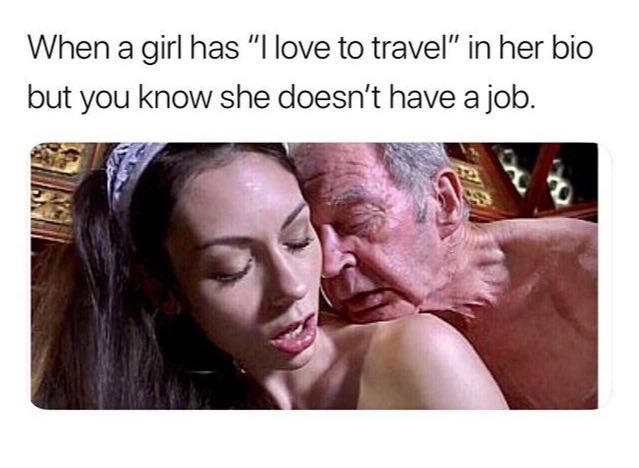 When a girl has “I love to travel” in her bio
but you know she doesn’t have a job.